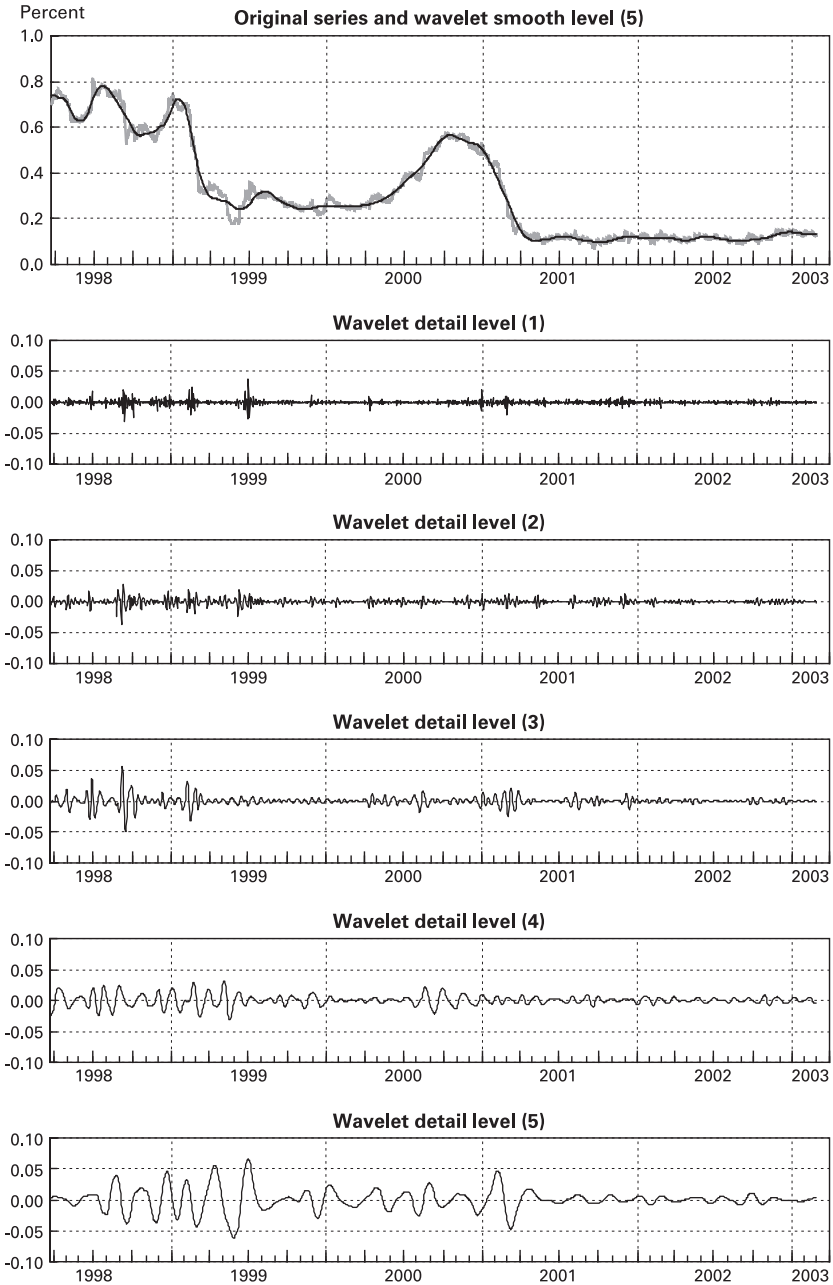 Percent
Original series and wavelet smooth level (5)
1.0
0.8
0.6
0.4
0.2
0.0
1998 1999 2000 2001 2002 2003
Wavelet detail level (1)
0.10
0.05
0.00
-0.05
-0.10
1998 1999 2000 2001 2002 2003
Wavelet detail level (2)
0.10
0.05
0.00
-0.05
-0.10
1998 1999 2000 2001 2002 2003
Wavelet detail level (3)
0.10
0.05
0.00
-0.05
-0.10
1998 1999 2000 2001 2002 2003
Wavelet detail level (4)
0.10
0.05
0.00
-0.05
-0.10
1998 1999 2000 2001 2002 2003
Wavelet detail level (5)
0.10
0.05
0.00
-0.05
-0.10
1998 1999 2000 2001 2002 2003